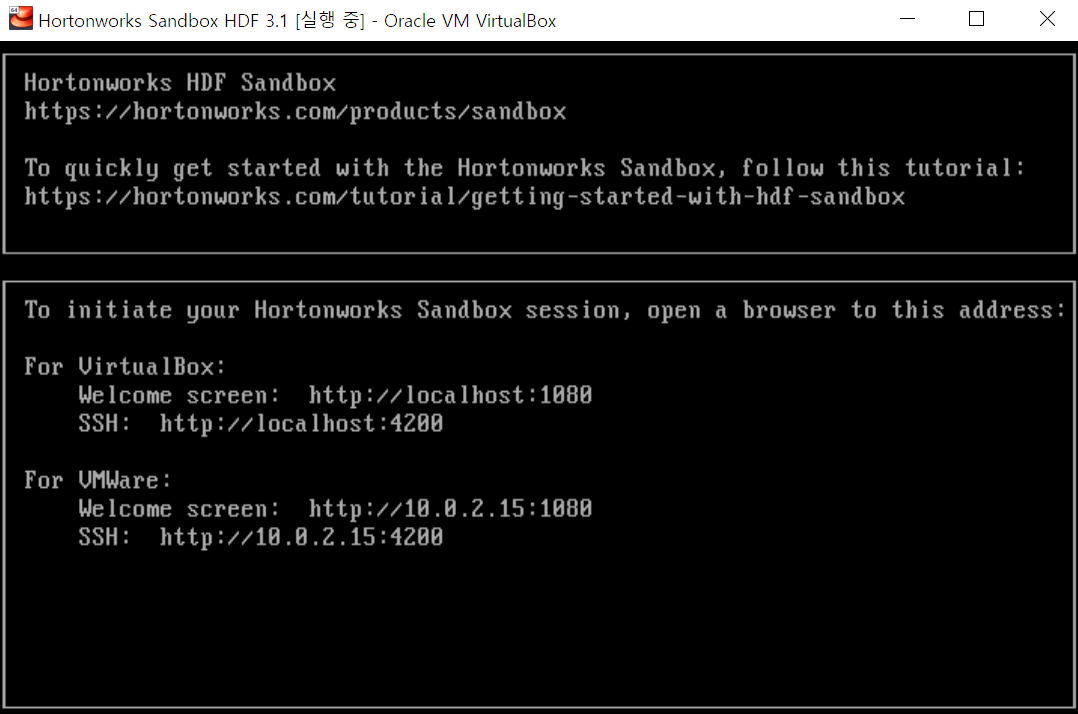 64
Hortonworks Sandbox HDF 3.1 [실행 중] - Oracle VM VirtualBox
Hortonworks HDF Sandbox
https://hortonworks.com/products/sandbox
To quickly get started with the Hortonworks Sandbox, follow this tutorial:
https://hortonworks.com/tutorial/getting-started-with-hdf-sandbox
To initiate your Hortonworks Sandbox session, open a browser to this address:
For VirtualBox:
Welcome screen: http://localhost:1080
SSH: http://localhost:4200
For VMWare:
Welcome screen: http://10.0.2.15:1080
SSH: http://10.0.2.15:4200